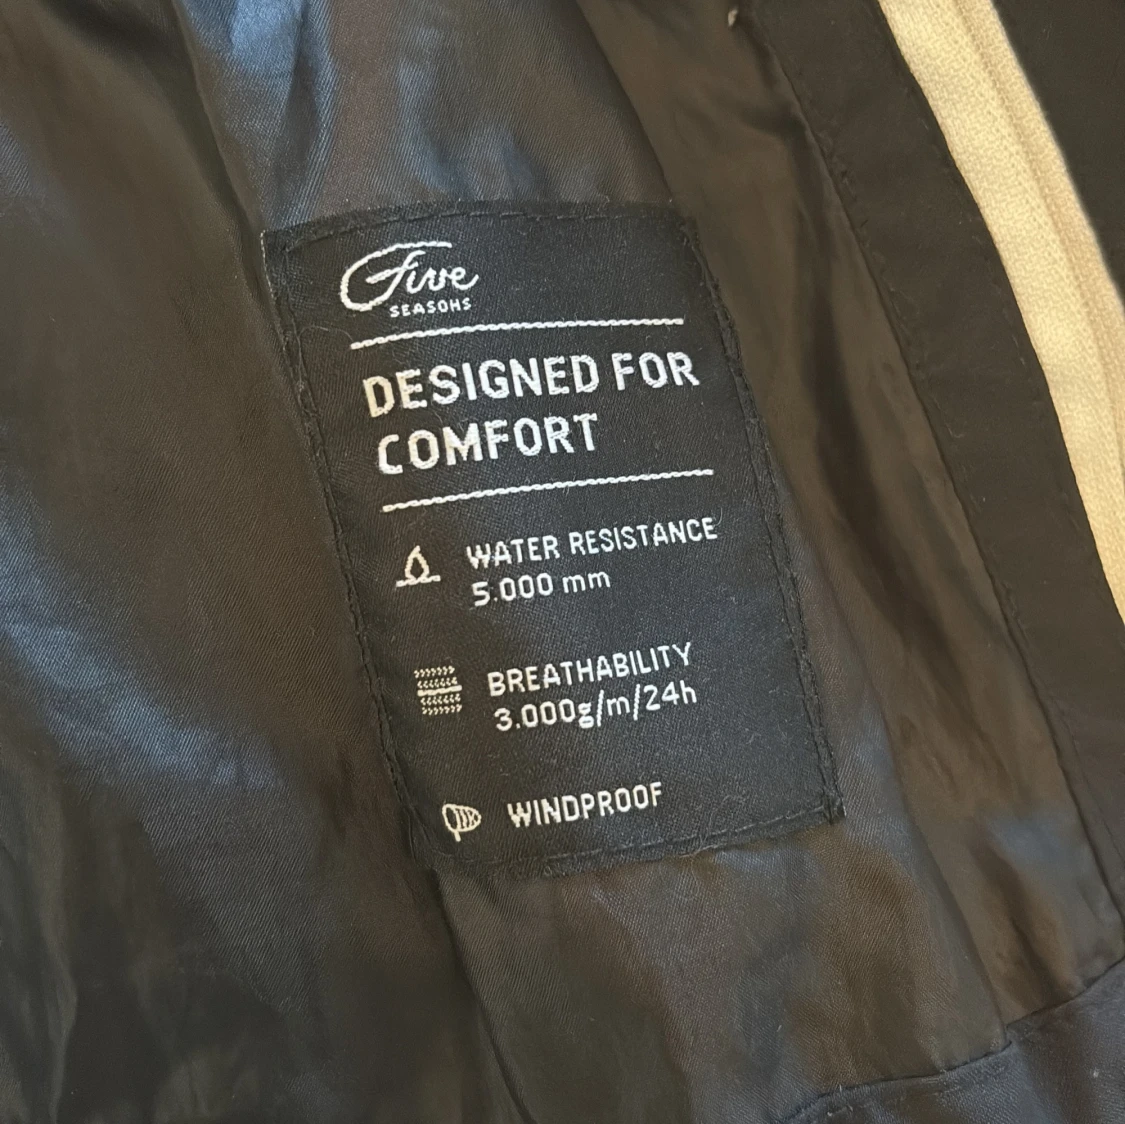 Five
SEASONS
DESIGNED FOR
COMFORT
WATER RESISTANCE
5.000 mm
BREATHABILITY
3.000g/m/24h
WINDPROOF